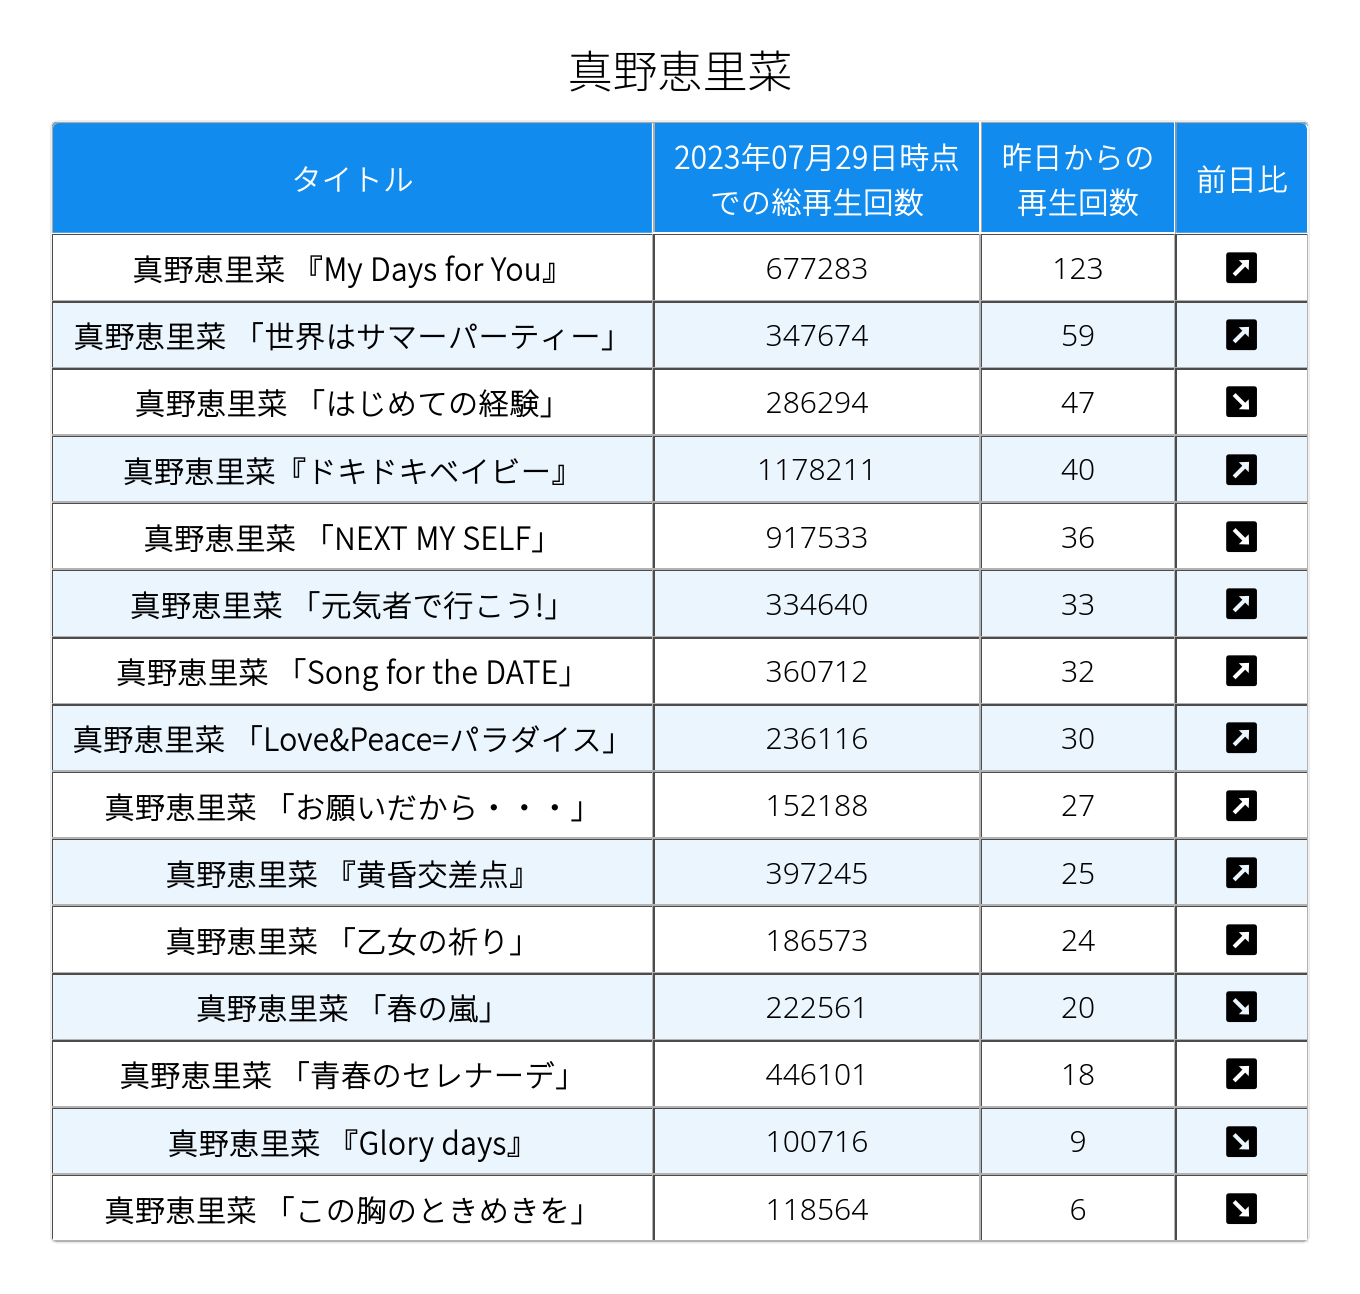 真野恵里菜
タイトル 2023年07月29日時点での総再生回数 昨日からの再生回数 前日比
真野恵里菜 『My Days for You』 677283 123 ↗
真野恵里菜 「世界はサマーパーティー」 347674 59 ↗
真野恵里菜 「はじめての経験」 286294 47 ↘
真野恵里菜『ドキドキベイビー』 1178211 40 ↗
真野恵里菜 「NEXT MY SELF」 917533 36 ↘
真野恵里菜 「元気者で行こう!」 334640 33 ↗
真野恵里菜 「Song for the DATE」 360712 32 ↗
真野恵里菜 「Love&Peace=パラダイス」 236116 30 ↗
真野恵里菜 「お願いだから・・・」 152188 27 ↗
真野恵里菜 『黄昏交差点』 397245 25 ↗
真野恵里菜 「乙女の祈り」 186573 24 ↗
真野恵里菜 「春の嵐」 222561 20 ↘
真野恵里菜 「青春のセレナーデ」 446101 18 ↗
真野恵里菜 『Glory days』 100716 9 ↘
真野恵里菜 「この胸のときめきを」 118564 6 ↘